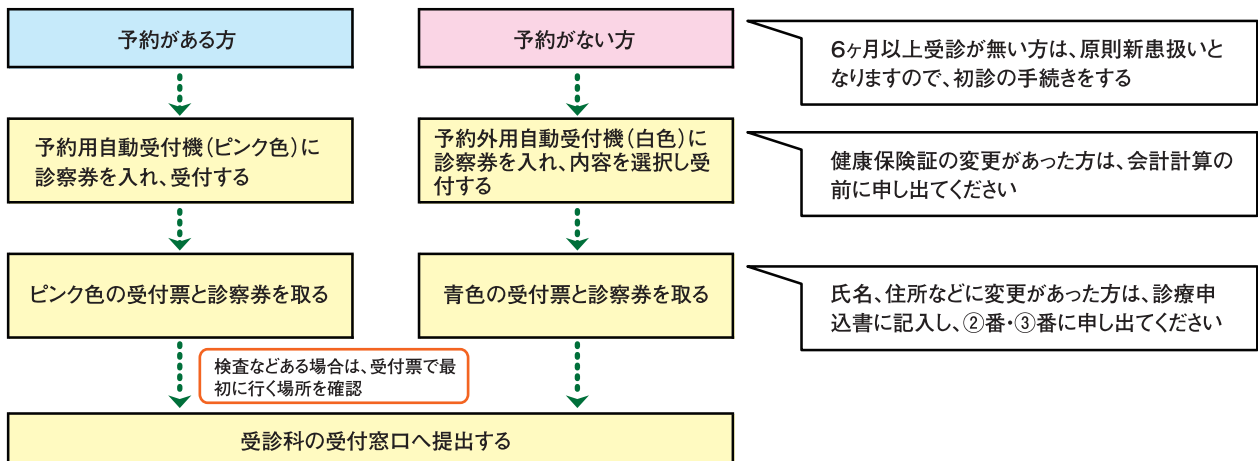 予約がある方
予約がない方
6ヶ月以上受診が無い方は、原則新患扱いと
なりますので、初診の手続きをする
予約用自動受付機（ピンク色）に
診察券を入れ、受付する
予約外用自動受付機（白色）に
診察券を入れ、内容を選択し受
付する
健康保険証の変更があった方は、会計計算の
前に申し出てください
ピンク色の受付票と診察券を取る
青色の受付票と診察券を取る
氏名、住所などに変更があった方は、診療申
込書に記入し、②番・③番に申し出てください
検査などある場合は、受付票で最
初に行く場所を確認
受診科の受付窓口へ提出する